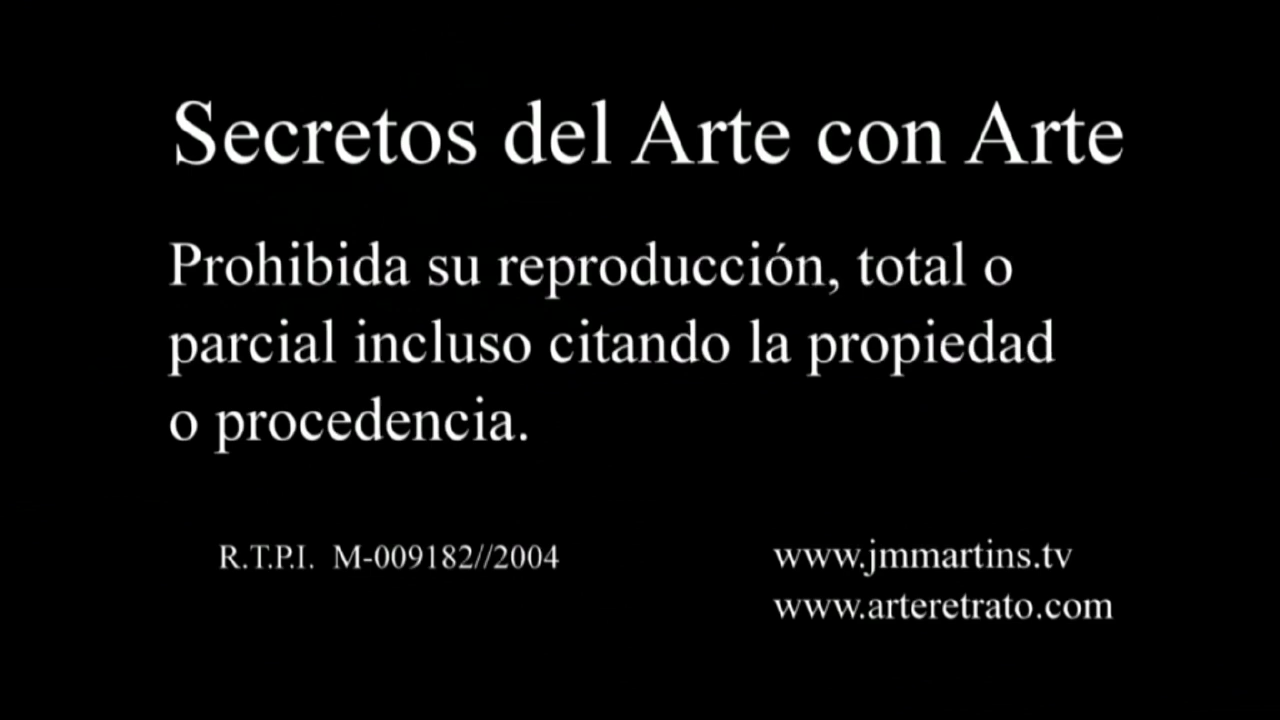 Secretos del Arte con Arte
Prohibida su reproducción, total o
parcial incluso citando la propiedad
o procedencia.
R.T.P.I. M-009182//2004
www.jmmartins.tv
www.arteretrato.com